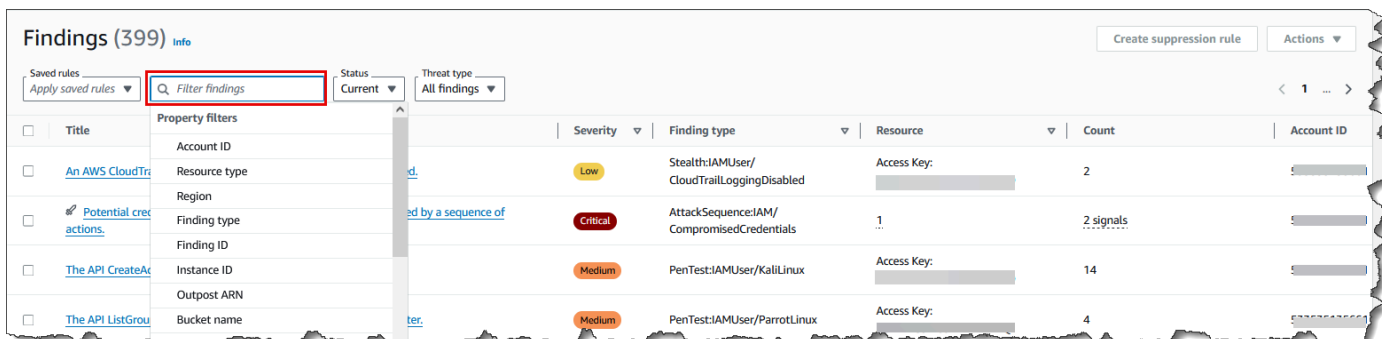 Findings (399) Info
Create suppression rule
Actions
Saved rules
Apply saved rules
Filter findings
Status
Current
Threat type
All findings
1 ...
Property filters
Account ID
Resource type
Region
Finding type
Finding ID
Instance ID
Outpost ARN
Bucket name
Title Severity Finding type Resource Count Account ID
An AWS CloudTra ed. Low Stealth:IAMUser/ Access Key: 2
CloudTrailLoggingDisabled
Potential cred ed by a sequence of Critical AttackSequence:IAM/ 1 2 signals
actions. CompromisedCredentials
The API CreateAc Medium PenTest:IAMUser/KaliLinux Access Key: 14
The API ListGrou ter. Medium PenTest:IAMUser/ParrotLinux Access Key: 4